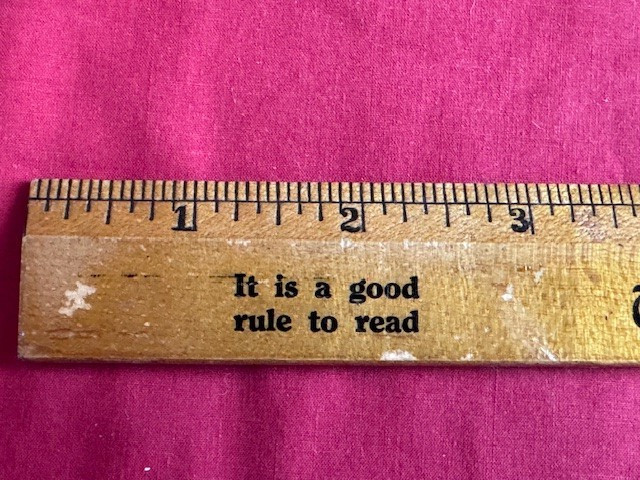 1 2 3
It is a good
rule to read